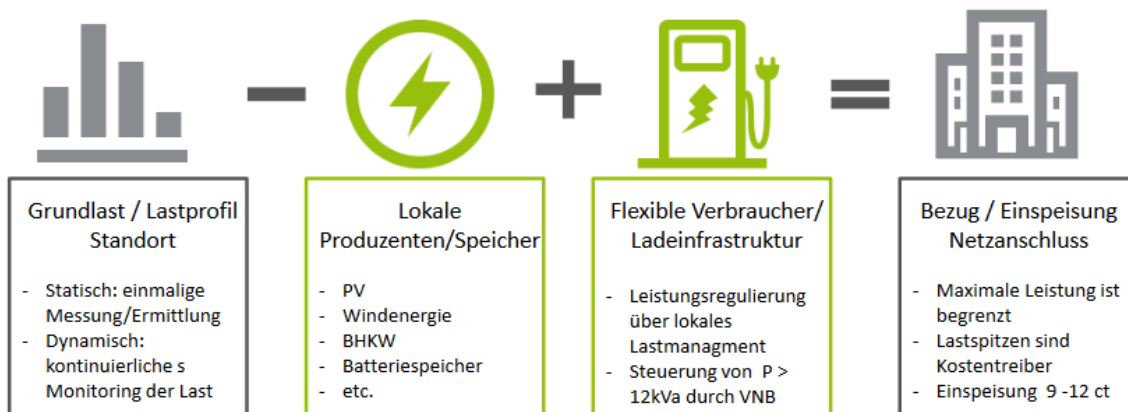 Grundlast / Lastprofil
Standort
- Statisch: einmalige
Messung/Ermittlung
- Dynamisch:
kontinuierliche s
Monitoring der Last
Lokale
Produzenten/Speicher
- PV
- Windenergie
- BHKW
- Batteriespeicher
- etc.
Flexible Verbraucher/
Ladeinfrastruktur
- Leistungsregulierung
über lokales
Lastmanagment
- Steuerung von P >
12kVa durch VNB
Bezug / Einspeisung
Netzanschluss
- Maximale Leistung ist
begrenzt
- Lastspitzen sind
Kostentreiber
- Einspeisung 9 -12 ct